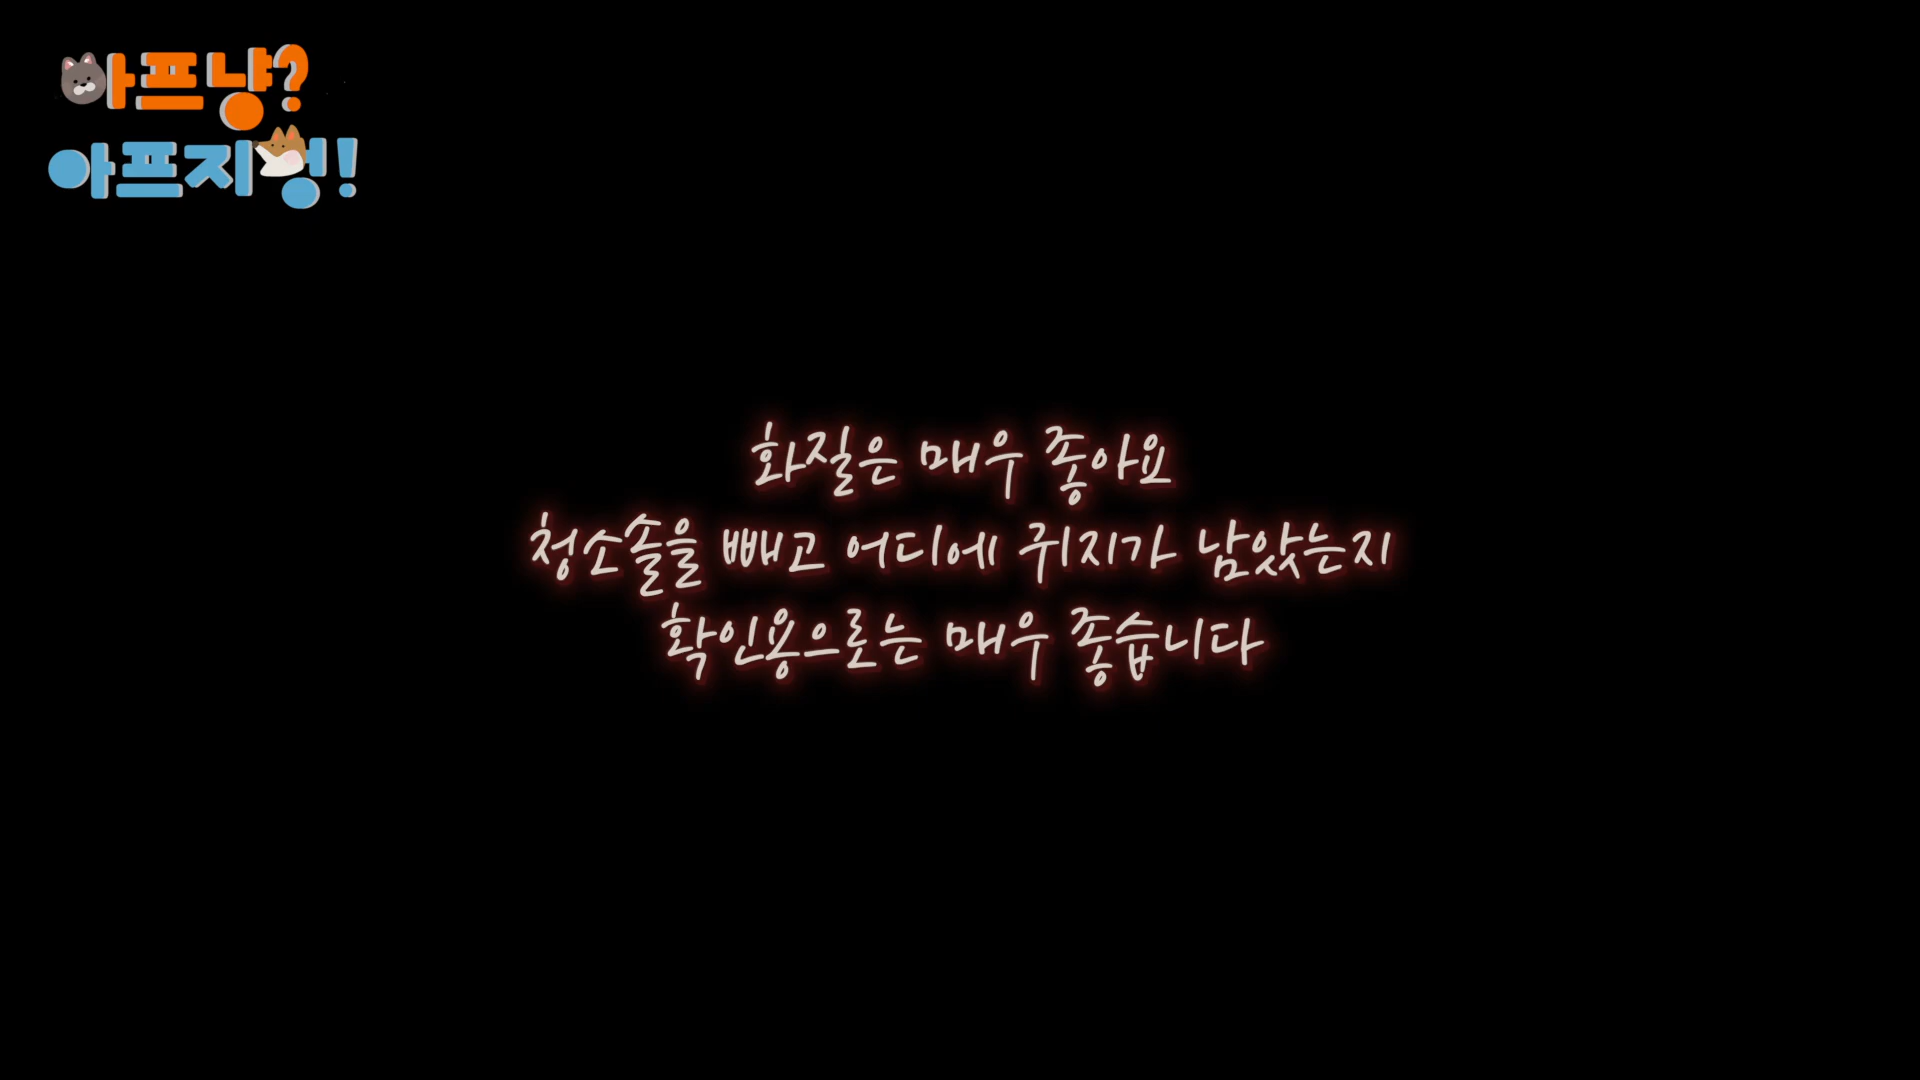 아프냥?
아프지멍!
화질은 매우 좋아요
청소솔을 빼고 어디에 귀지가 남았는지
확인용으로는 매우 좋습니다